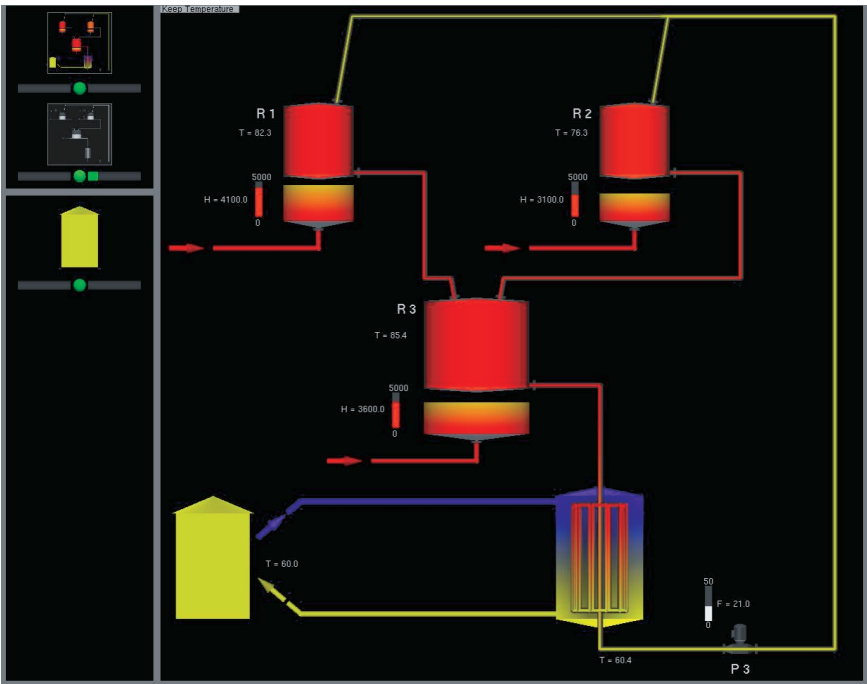 Keep Temperature
R 1
T = 82.3
5000
H = 4100.0
0
R 2
T = 76.3
5000
H = 3100.0
0
R 3
T = 85.4
5000
H = 3600.0
0
T = 60.0
50
F = 21.0
0
T = 60.4
P 3